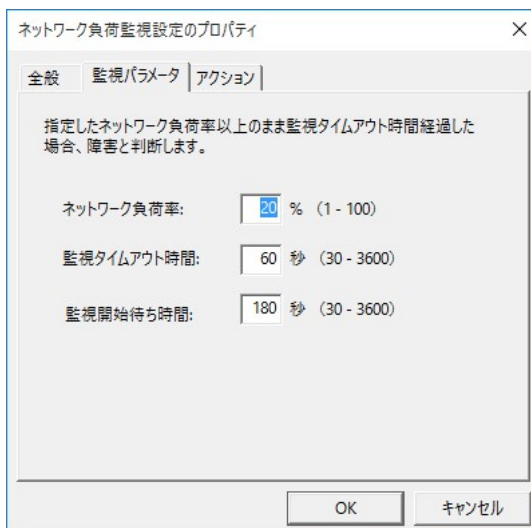 ネットワーク負荷監視設定のプロパティ
全般 監視パラメータ アクション
指定したネットワーク負荷率以上のまま監視タイムアウト時間経過した
場合、障害と判断します。
ネットワーク負荷率: 20 % (1 - 100)
監視タイムアウト時間: 60 秒 (30 - 3600)
監視開始待ち時間: 180 秒 (30 - 3600)
OK キャンセル